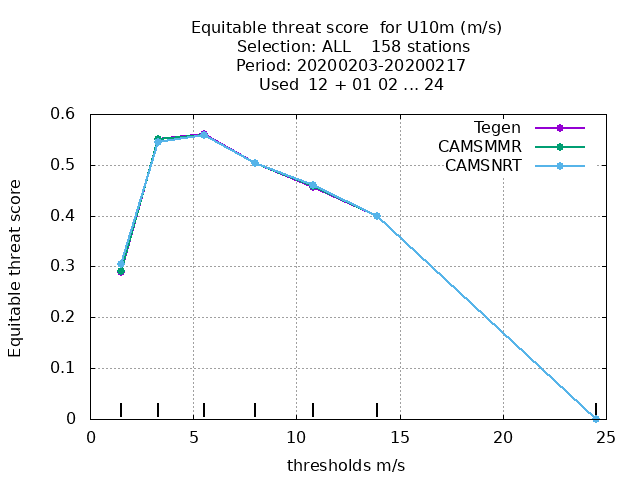 Equitable threat score  for U10m (m/s)
Selection: ALL    158 stations
Period: 20200203-20200217
Used  12 + 01 02 ... 24
Tegen
CAMSMMR
CAMSNRT
Equitable threat score
0.6
0.5
0.4
0.3
0.2
0.1
0
0 5 10 15 20 25
thresholds m/s